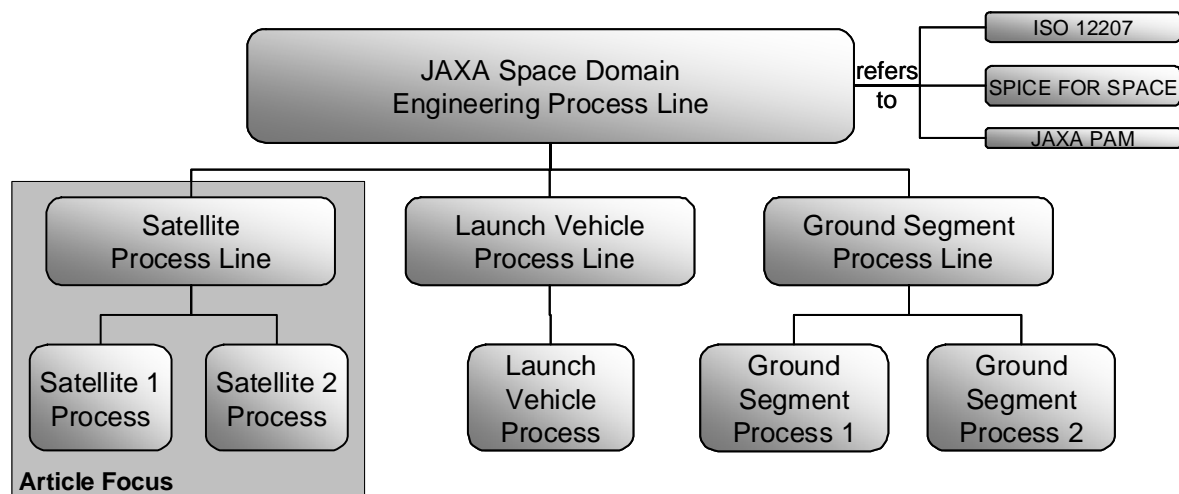 JAXA Space Domain
Engineering Process Line
refers
to
ISO 12207
SPICE FOR SPACE
JAXA PAM
Satellite
Process Line
Launch Vehicle
Process Line
Ground Segment
Process Line
Satellite 1
Process
Satellite 2
Process
Launch
Vehicle
Process
Ground
Segment
Process 1
Ground
Segment
Process 2
Article Focus